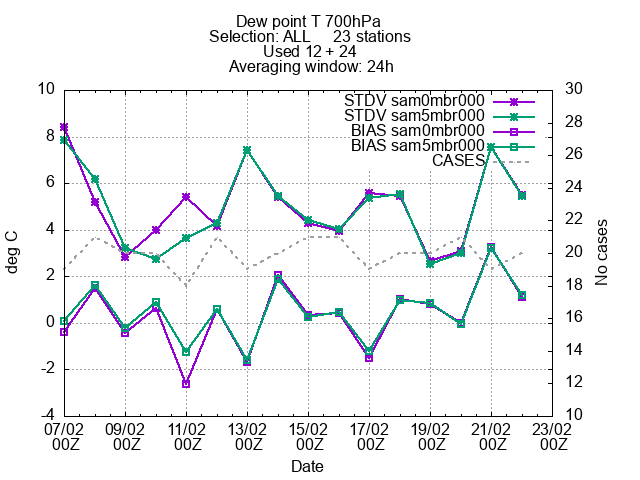 Dew point T 700hPa
Selection: ALL 23 stations
Used 12 + 24
Averaging window: 24h
STDV sam0mbr000
STDV sam5mbr000
BIAS sam0mbr000
BIAS sam5mbr000
CASES
deg C
10
8
6
4
2
0
-2
-4
No cases
30
28
26
24
22
20
18
16
14
12
10
07/02 09/02 11/02 13/02 15/02 17/02 19/02 21/02 23/02
00Z 00Z 00Z 00Z 00Z 00Z 00Z 00Z 00Z
Date